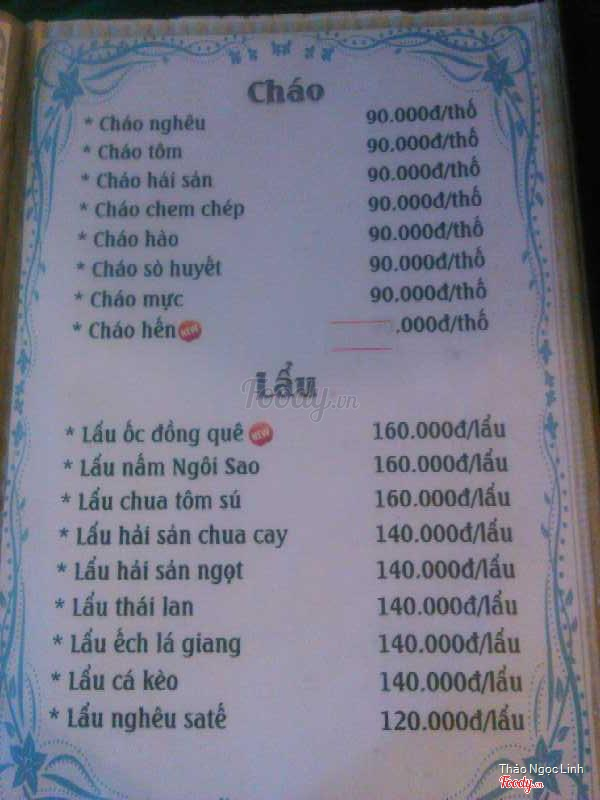 Cháo
* Cháo nghêu 90.000đ/thố
* Cháo tôm 90.000đ/thố
* Cháo hải sản 90.000đ/thố
* Cháo chem chép 90.000đ/thố
* Cháo hào 90.000đ/thố
* Cháo sò huyết 90.000đ/thố
* Cháo mực 90.000đ/thố
* Cháo hến NEW .000đ/thố
Lẩu
Foody.vn
* Lẩu ốc đồng quê NEW 160.000đ/lẩu
* Lẩu nấm Ngôi Sao 160.000đ/lẩu
* Lẩu chua tôm sú 160.000đ/lẩu
* Lẩu hải sản chua cay 140.000đ/lẩu
* Lẩu hải sản ngọt 140.000đ/lẩu
* Lẩu thái lan 140.000đ/lẩu
* Lẩu ếch lá giang 140.000đ/lẩu
* Lẩu cá kèo 140.000đ/lẩu
* Lẩu nghêu satế 120.000đ/lẩu
Thảo Ngọc Linh
Foody.vn